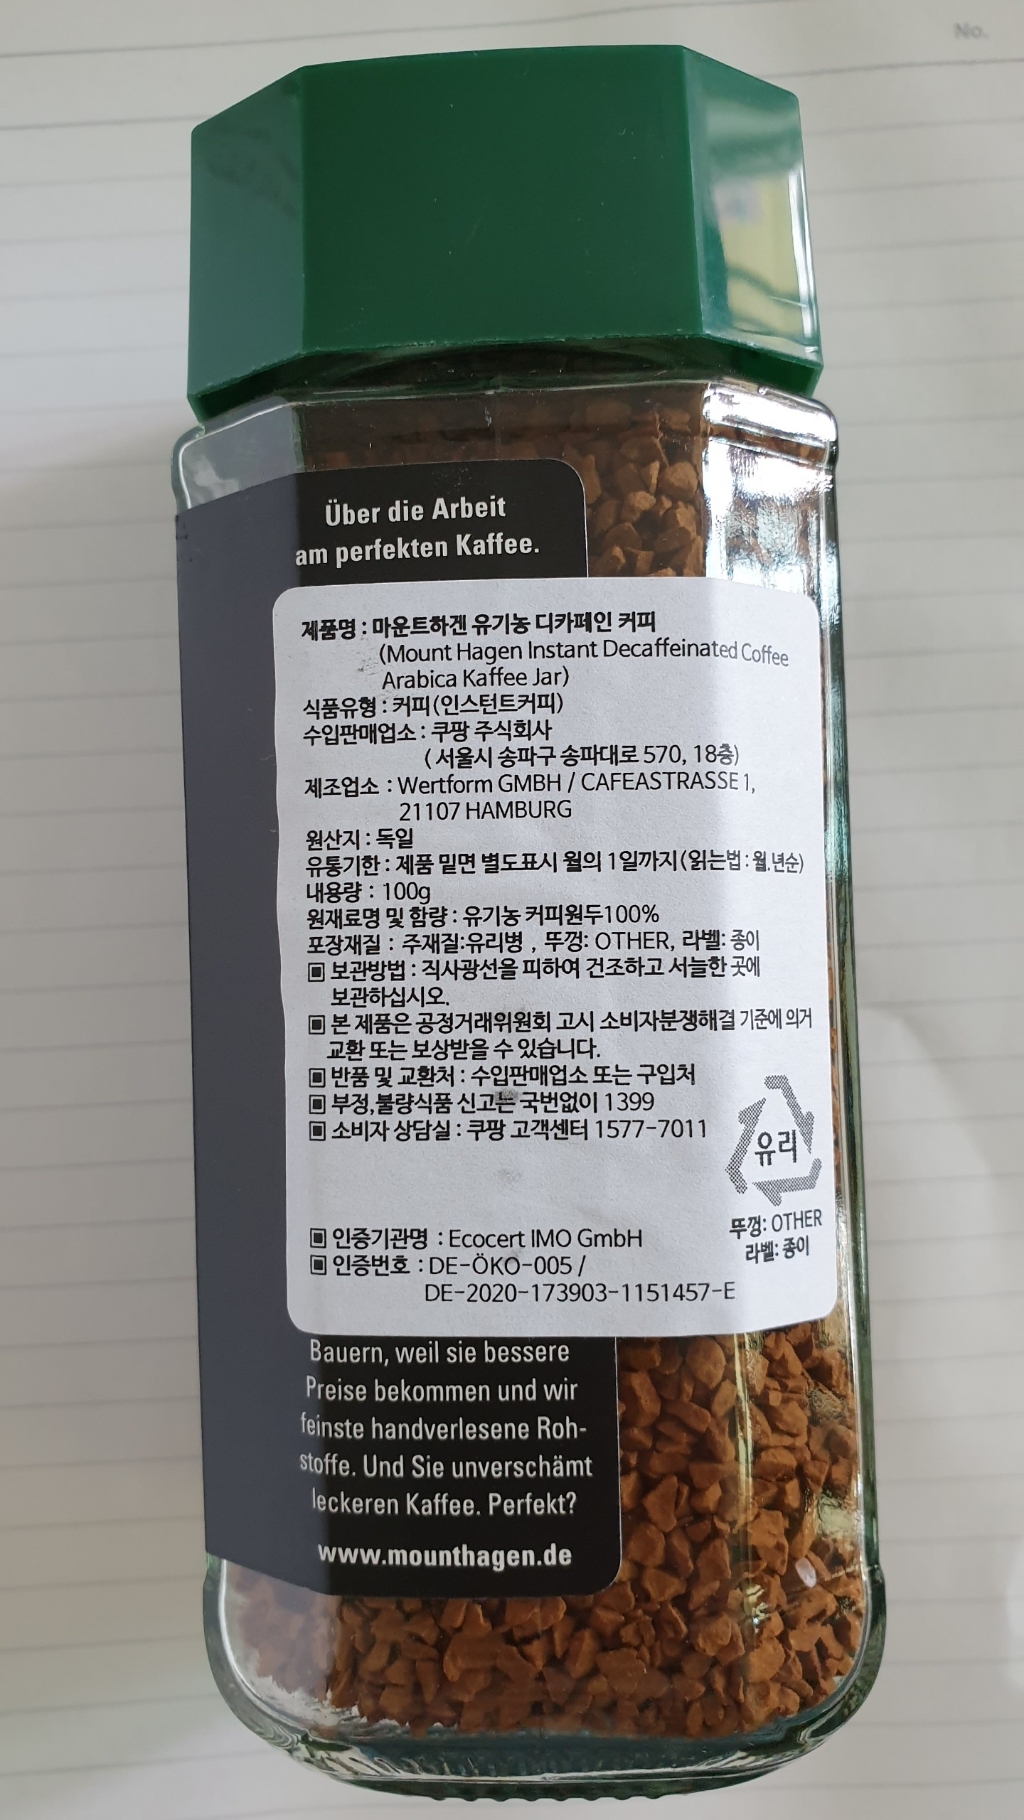 No.
Über die Arbeit
am perfekten Kaffee.
제품명 : 마운트하겐 유기농 디카페인 커피
(Mount Hagen Instant Decaffeinated Coffee
Arabica Kaffee Jar)
식품유형 : 커피(인스턴트커피)
수입판매업소 : 쿠팡 주식회사
( 서울시 송파구 송파대로 570, 18층)
제조업소 : Wertform GMBH / CAFEASTRASSE 1,
21107 HAMBURG
원산지 : 독일
유통기한 : 제품 밑면 별도표시 월의 1일까지(읽는법 : 월.년순)
내용량 : 100g
원재료명 및 함량 : 유기농 커피원두100%
포장재질 : 주재질:유리병 , 뚜껑: OTHER, 라벨: 종이
▣ 보관방법 : 직사광선을 피하여 건조하고 서늘한 곳에
보관하십시오.
▣ 본 제품은 공정거래위원회 고시 소비자분쟁해결 기준에 의거
교환 또는 보상받을 수 있습니다.
▣ 반품 및 교환처 : 수입판매업소 또는 구입처
▣ 부정,불량식품 신고는 국번없이 1399
▣ 소비자 상담실 : 쿠팡 고객센터 1577-7011
유리
뚜껑: OTHER
라벨: 종이
▣ 인증기관명 : Ecocert IMO GmbH
▣ 인증번호 : DE-ÖKO-005 /
DE-2020-173903-1151457-E
Bauern, weil sie bessere
Preise bekommen und wir
feinste handverlesene Roh-
stoffe. Und Sie unverschämt
leckeren Kaffee. Perfekt?
www.mounthagen.de